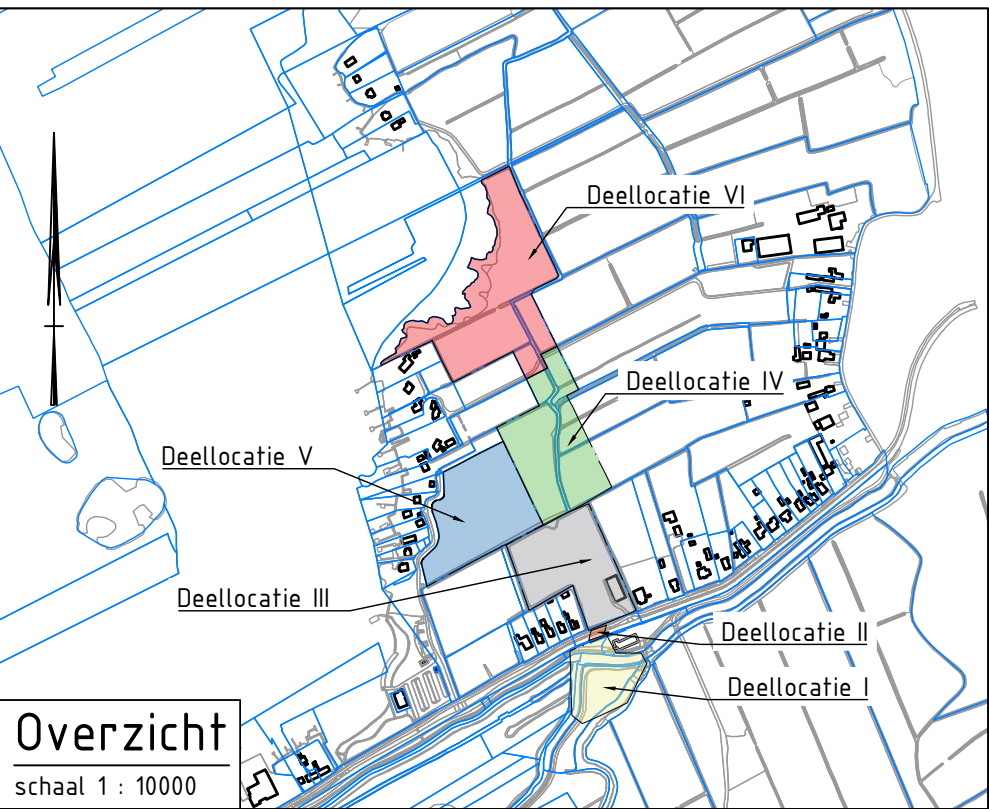 Deellocatie VI
Deellocatie IV
Deellocatie V
Deellocatie III
Deellocatie II
Deellocatie I
Overzicht
schaal 1 : 10000